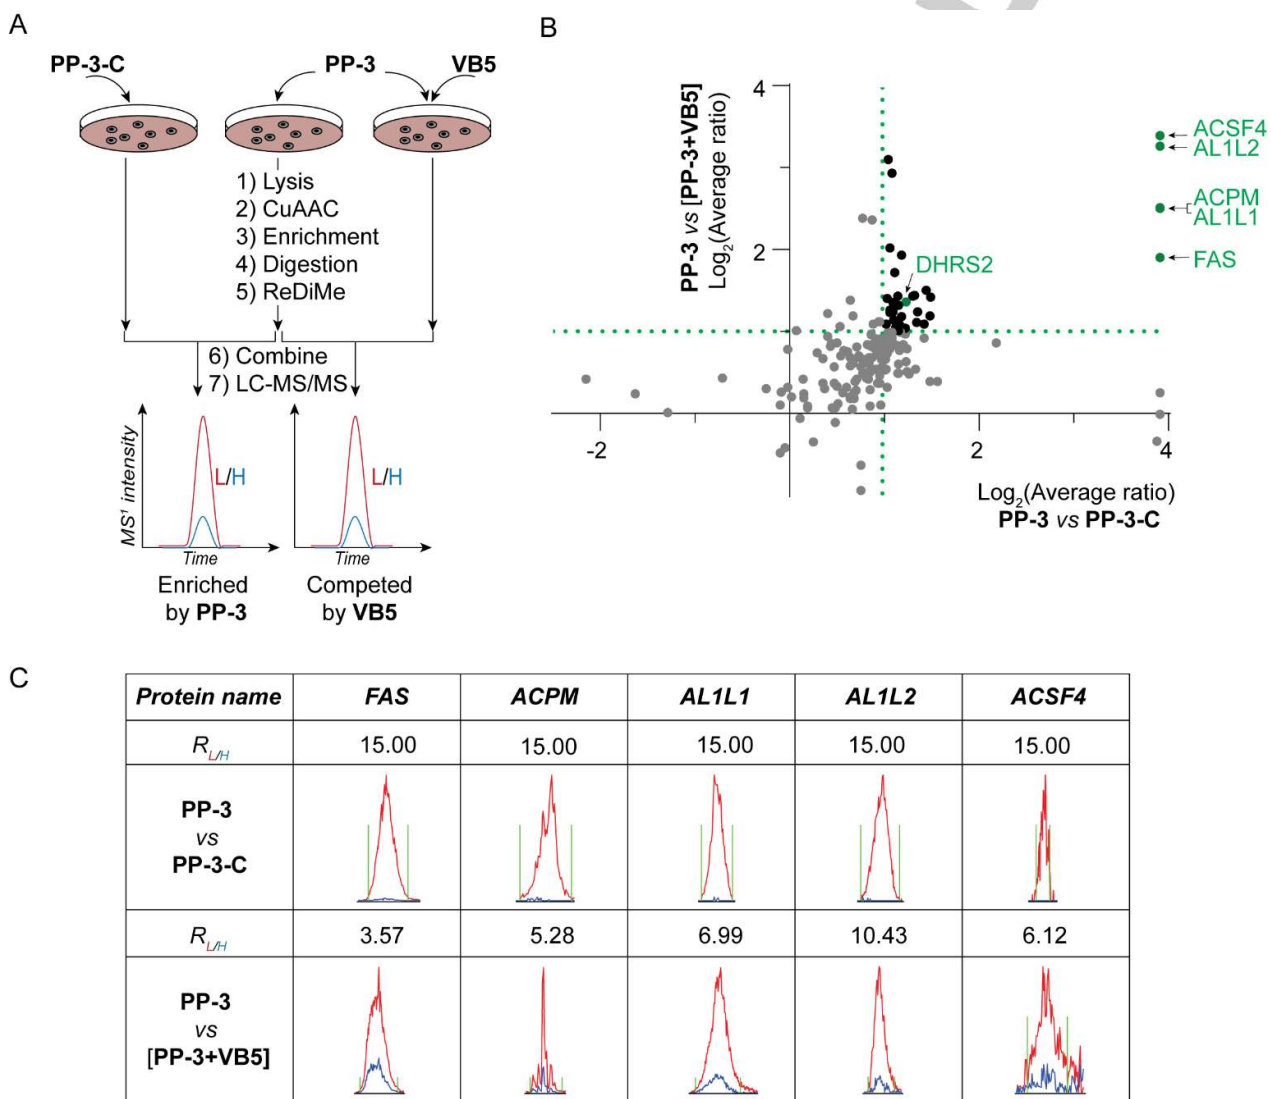 A
PP-3-C
PP-3
VB5
1) Lysis
2) CuAAC
3) Enrichment
4) Digestion
5) ReDiMe
6) Combine
7) LC-MS/MS
MS¹ intensity
L/H
Time
Enriched
by PP-3
L/H
Time
Competed
by VB5
B
PP-3 vs [PP-3+VB5]
Log₂(Average ratio)
4
2
-2
2
4
ACSF4
AL1L2
ACPM
AL1L1
FAS
DHRS2
Log₂(Average ratio)
PP-3 vs PP-3-C
C
Protein name FAS ACPM AL1L1 AL1L2 ACSF4
R L/H 15.00 15.00 15.00 15.00 15.00
PP-3
vs
PP-3-C
R L/H 3.57 5.28 6.99 10.43 6.12
PP-3
vs
[PP-3+VB5]